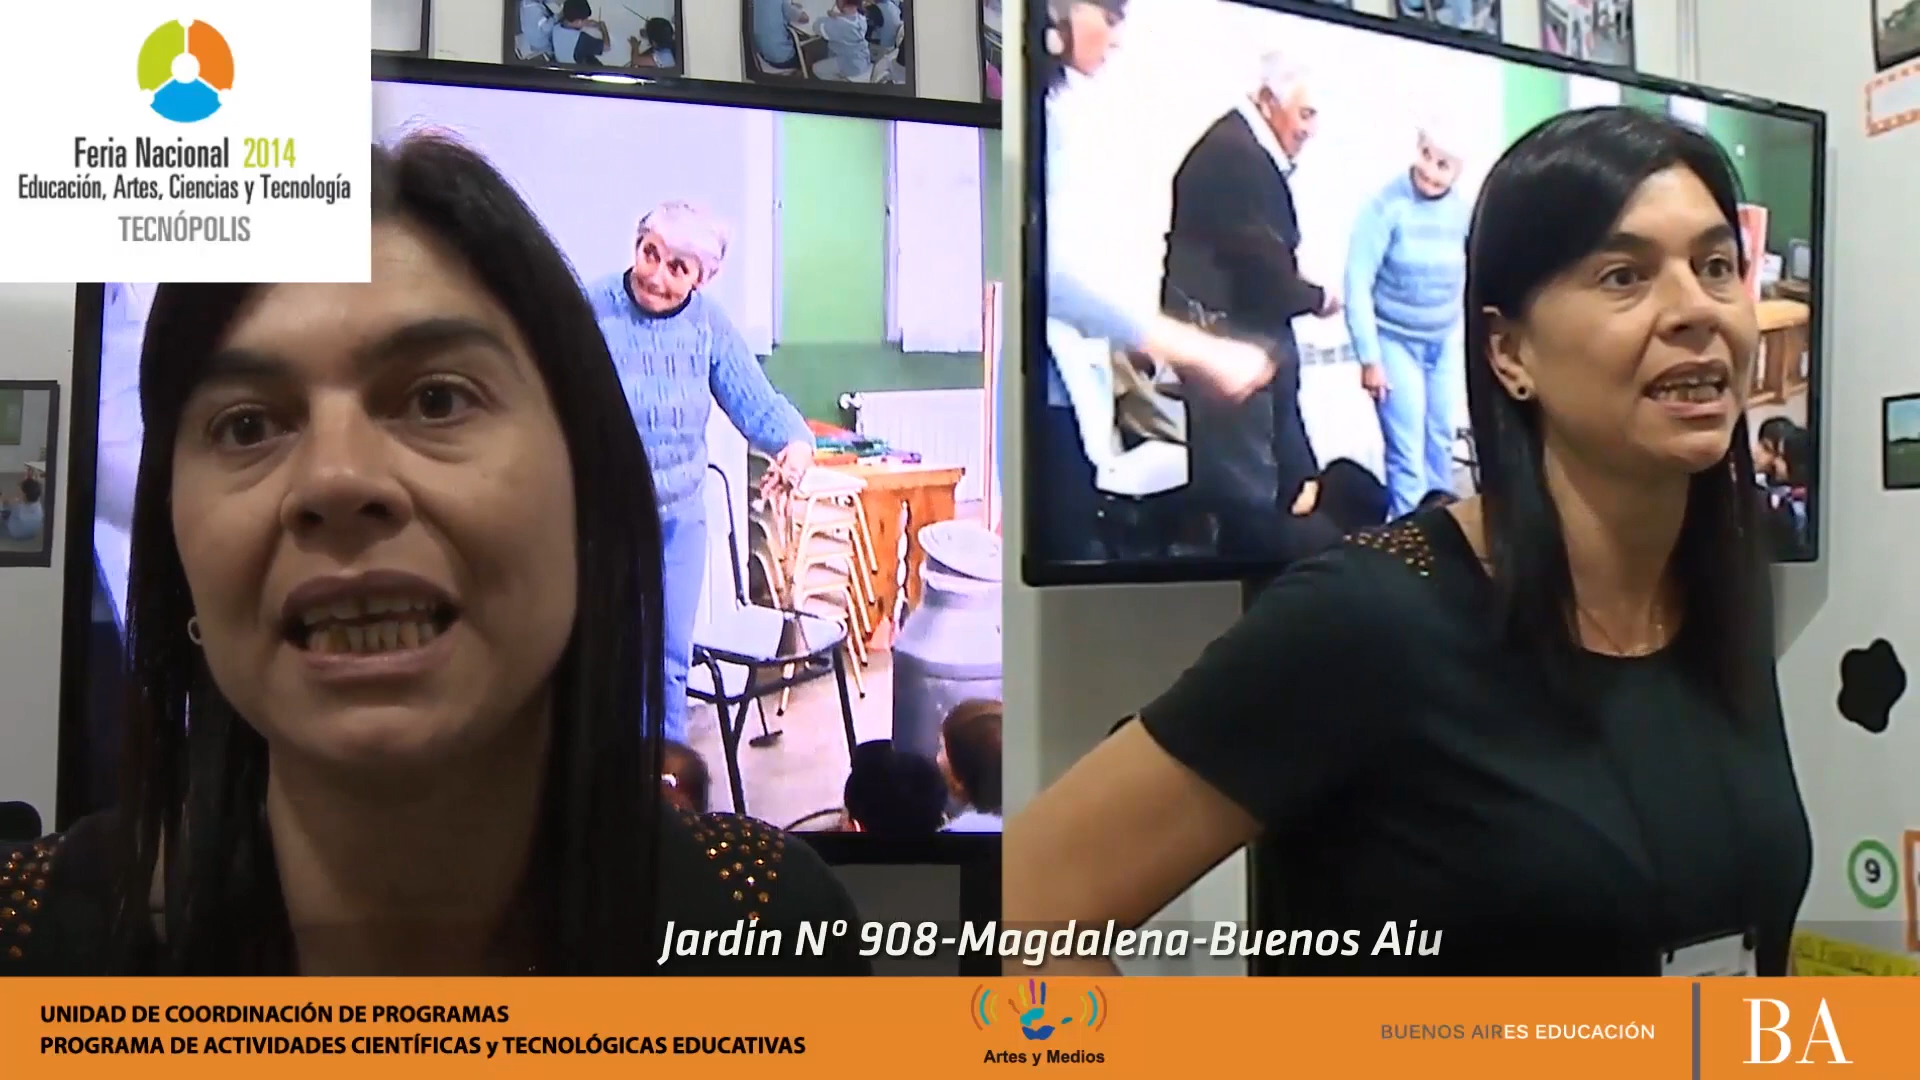 Feria Nacional 2014
Educación, Artes, Ciencias y Tecnología
TECNÓPOLIS
9
Jardín Nº 908-Magdalena-Buenos Aiu
UNIDAD DE COORDINACIÓN DE PROGRAMAS
PROGRAMA DE ACTIVIDADES CIENTÍFICAS y TECNOLÓGICAS EDUCATIVAS
Artes y Medios
BUENOS AIRES EDUCACIÓN
BA